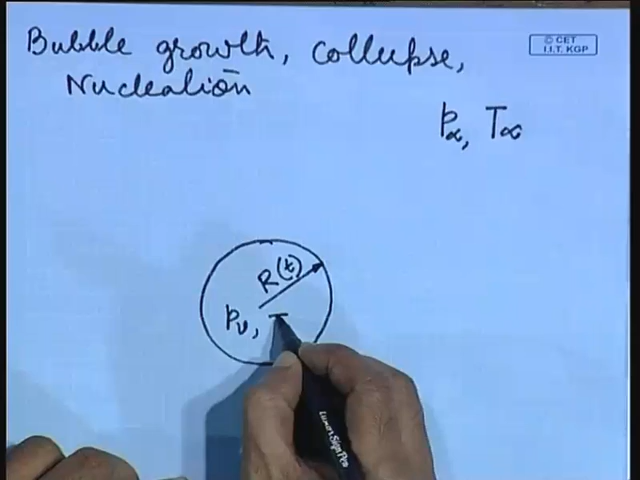 Bubble growth, collapse,
Nucleation
© CET
I.I.T. KGP
p∞, T∞
R(t)
pv, T